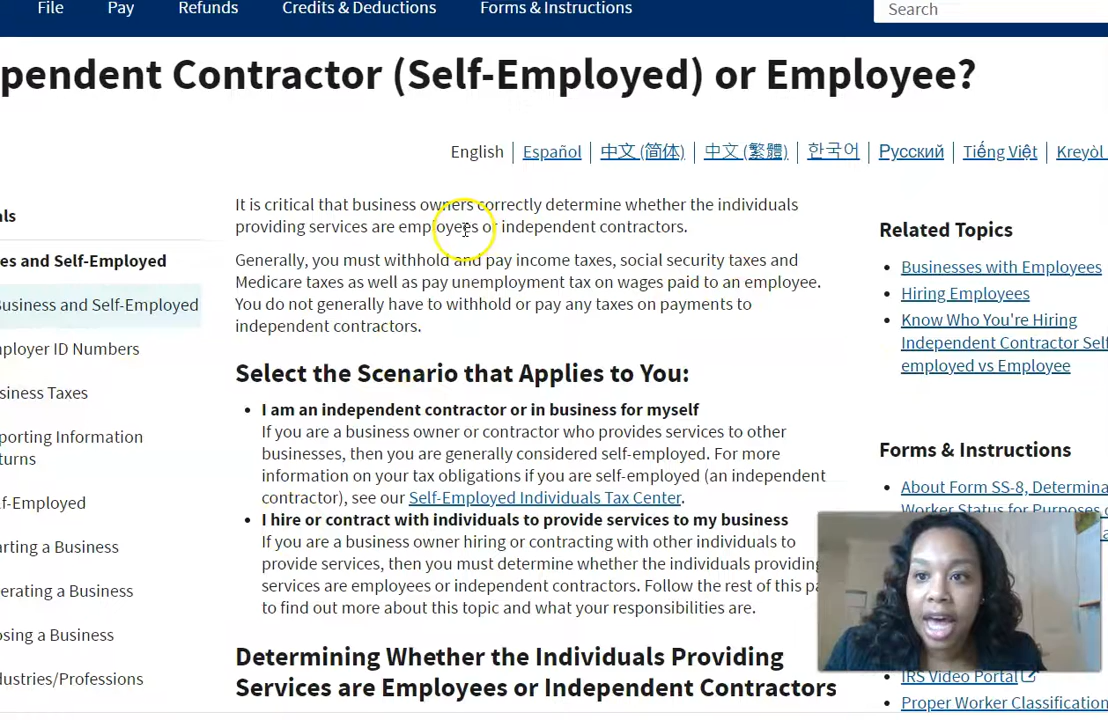 File Pay Refunds Credits & Deductions Forms & Instructions Search
pendent Contractor (Self-Employed) or Employee?
English Español 中文 (简体) 中文 (繁體) 한국어 Русский Tiếng Việt Kreyòl
als
es and Self-Employed
Business and Self-Employed
mployer ID Numbers
siness Taxes
porting Information
turns
lf-Employed
arting a Business
erating a Business
osing a Business
dustries/Professions
It is critical that business owners correctly determine whether the individuals
providing services are employees or independent contractors.
Generally, you must withhold and pay income taxes, social security taxes and
Medicare taxes as well as pay unemployment tax on wages paid to an employee.
You do not generally have to withhold or pay any taxes on payments to
independent contractors.
Select the Scenario that Applies to You:
• I am an independent contractor or in business for myself
If you are a business owner or contractor who provides services to other
businesses, then you are generally considered self-employed. For more
information on your tax obligations if you are self-employed (an independent
contractor), see our Self-Employed Individuals Tax Center.
• I hire or contract with individuals to provide services to my business
If you are a business owner hiring or contracting with other individuals to
provide services, then you must determine whether the individuals providing
services are employees or independent contractors. Follow the rest of this pa
to find out more about this topic and what your responsibilities are.
Determining Whether the Individuals Providing
Services are Employees or Independent Contractors
Related Topics
• Businesses with Employees
• Hiring Employees
• Know Who You're Hiring
Independent Contractor Self
employed vs Employee
Forms & Instructions
• About Form SS-8, Determina
Worker Status for Purposes
• IRS Video Portal
• Proper Worker Classification